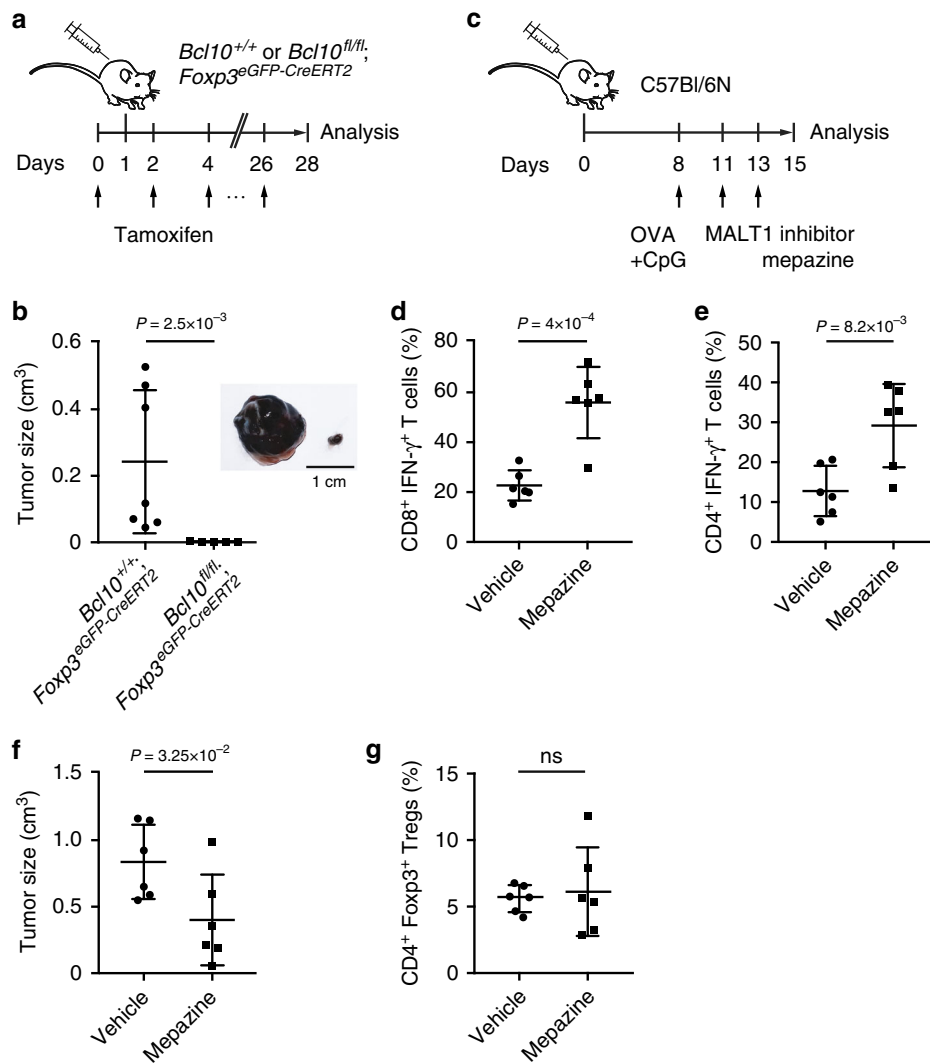 a
Bcl10+/+ or Bcl10fl/fl;
Foxp3eGFP-CreERT2
Analysis
Days 0 1 2 4 26 28
...
Tamoxifen
c
C57Bl/6N
Analysis
Days 0 8 11 13 15
OVA MALT1 inhibitor
+CpG mepazine
b
P = 2.5×10–3
Tumor size (cm3)
0.6
0.4
0.2
0
1 cm
Bcl10+/+;
Foxp3eGFP-CreERT2
Bcl10fl/fl;
Foxp3eGFP-CreERT2
d
P = 4×10–4
CD8+ IFN-γ+ T cells (%)
80
60
40
20
0
Vehicle
Mepazine
e
P = 8.2×10–3
CD4+ IFN-γ+ T cells (%)
50
40
30
20
10
0
Vehicle
Mepazine
f
P = 3.25×10–2
Tumor size (cm3)
1.5
1.0
0.5
0
Vehicle
Mepazine
g
ns
CD4+ Foxp3+ Tregs (%)
15
10
5
0
Vehicle
Mepazine